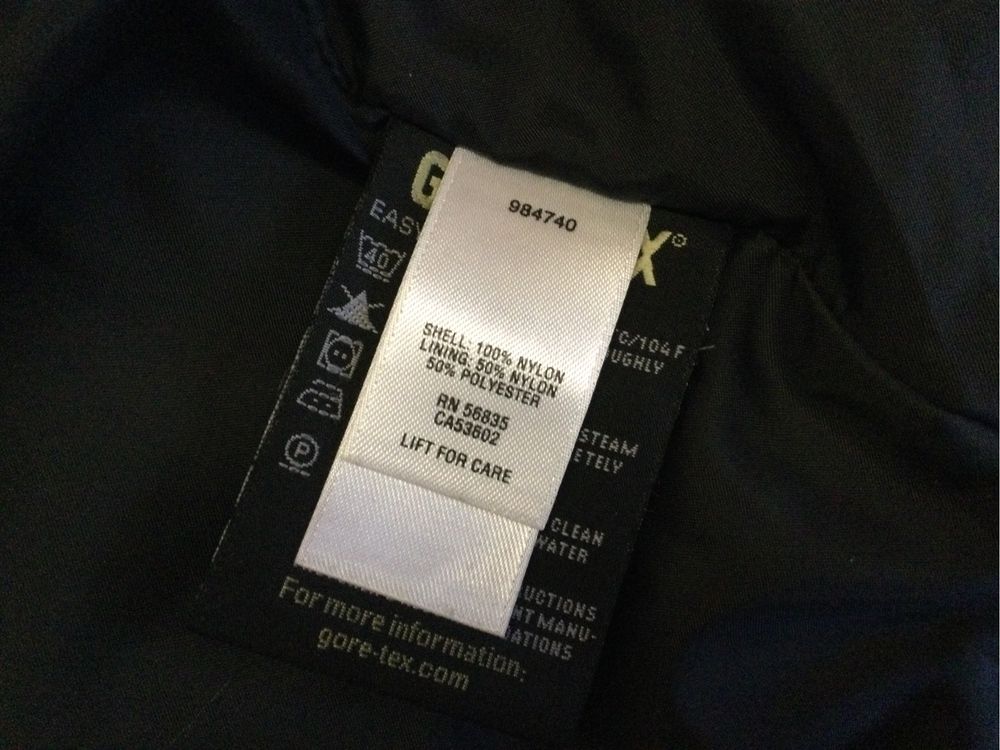 984740
SHELL: 100% NYLON
LINING: 50% NYLON
50% POLYESTER
RN 56835
CA53602
LIFT FOR CARE
G X®
EASY
40
°C/104 F
OUGHLY
STEAM
ETELY
P
CLEAN
WATER
UCTIONS
NT MANU-
ATIONS
For more information:
gore-tex.com